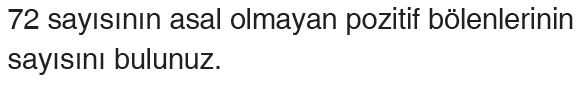 72 sayısının asal olmayan pozitif bölenlerinin
sayısını bulunuz.